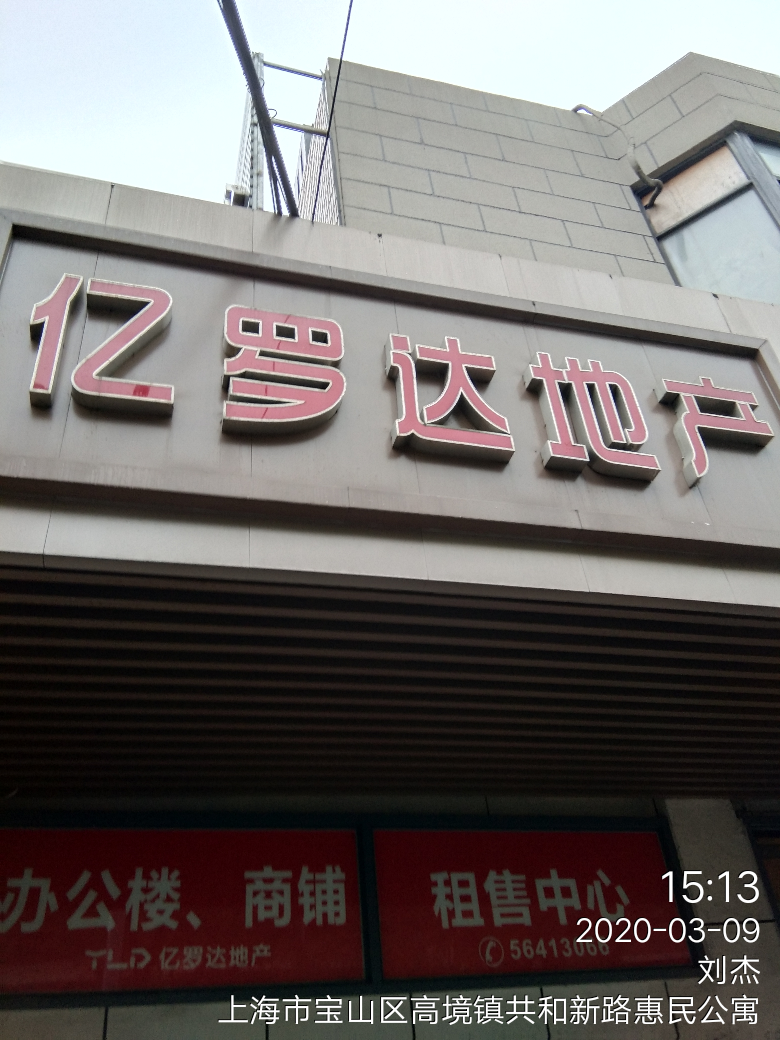 亿罗达地产
办公楼、商铺
YLD 亿罗达地产
租售中心
56413066
15:13
2020-03-09
刘杰
上海市宝山区高境镇共和新路惠民公寓